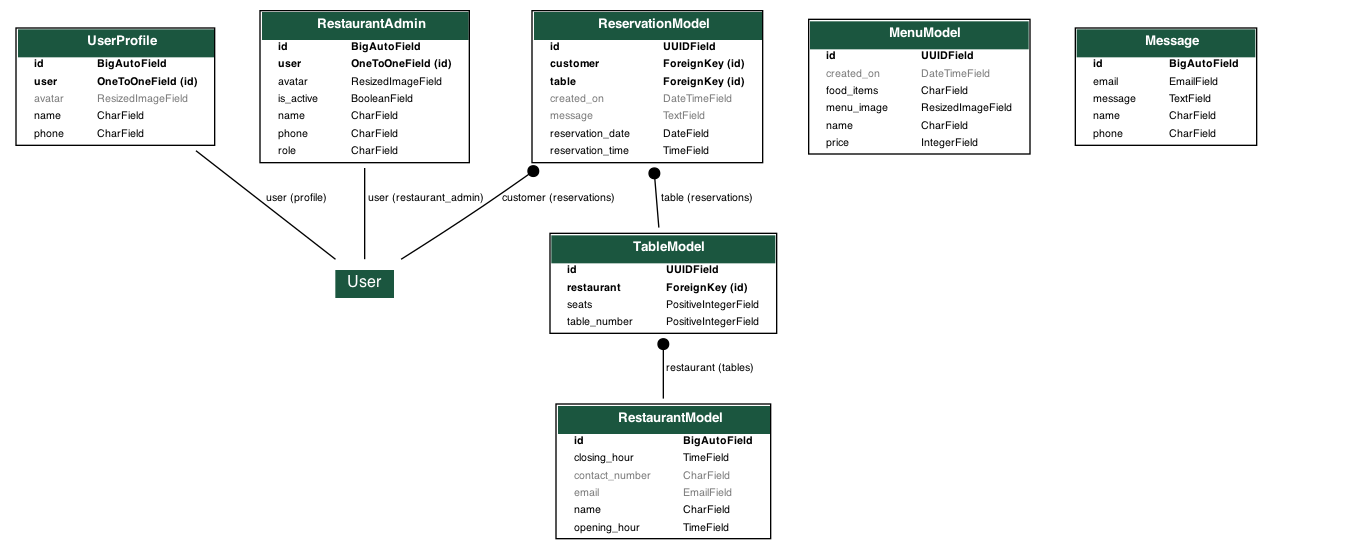 UserProfile
id BigAutoField
user OneToOneField (id)
avatar ResizedImageField
name CharField
phone CharField
RestaurantAdmin
id BigAutoField
user OneToOneField (id)
avatar ResizedImageField
is_active BooleanField
name CharField
phone CharField
role CharField
ReservationModel
id UUIDField
customer ForeignKey (id)
table ForeignKey (id)
created_on DateTimeField
message TextField
reservation_date DateField
reservation_time TimeField
MenuModel
id UUIDField
created_on DateTimeField
food_items CharField
menu_image ResizedImageField
name CharField
price IntegerField
Message
id BigAutoField
email EmailField
message TextField
name CharField
phone CharField
user (profile)
user (restaurant_admin)
customer (reservations)
table (reservations)
User
TableModel
id UUIDField
restaurant ForeignKey (id)
seats PositiveIntegerField
table_number PositiveIntegerField
restaurant (tables)
RestaurantModel
id BigAutoField
closing_hour TimeField
contact_number CharField
email EmailField
name CharField
opening_hour TimeField